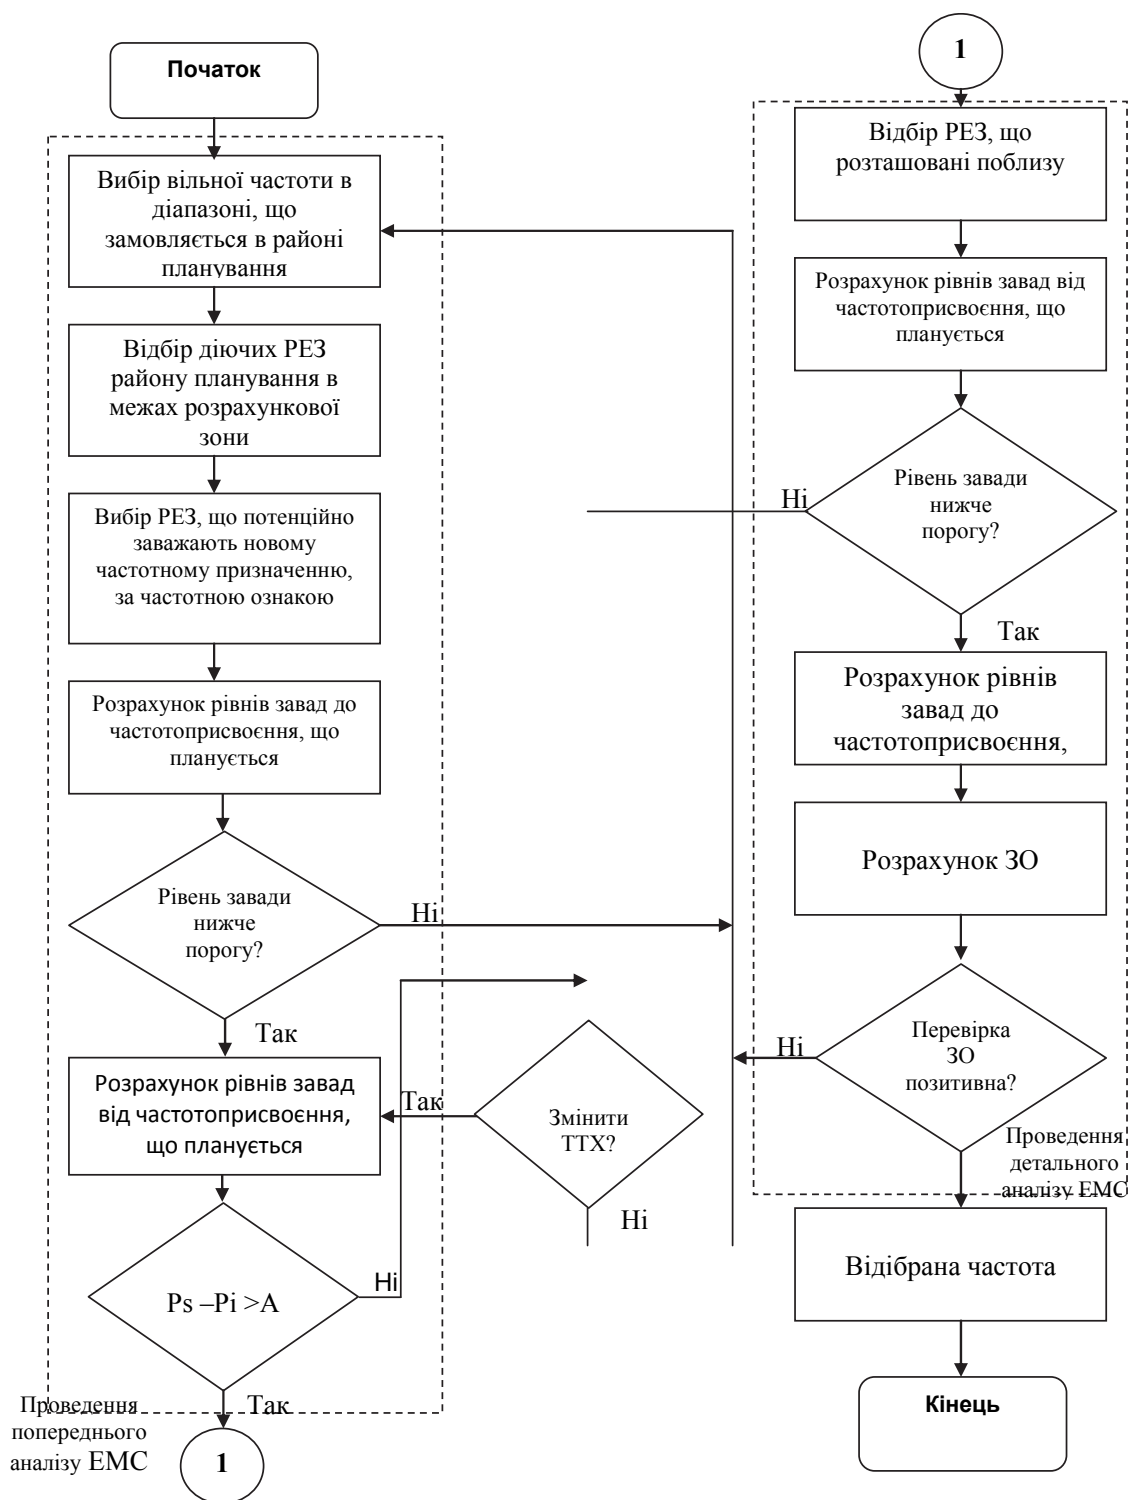 Початок
Вибір вільної частоти в
діапазоні, що
замовляється в районі
планування
Відбір діючих РЕЗ
району планування в
межах розрахункової
зони
Вибір РЕЗ, що потенційно
заважають новому
частотному призначенню,
за частотною ознакою
Розрахунок рівнів завад до
частотоприсвоєння, що
планується
Рівень завади
нижче
порогу?
Ні
Так
Розрахунок рівнів завад
від частотоприсвоєння,
що планується
Так
Змінити
ТТХ?
Ні
Ps –Pi >A
Ні
Так
Проведення
попереднього
аналізу ЕМС
1
1
Відбір РЕЗ, що
розташовані поблизу
Розрахунок рівнів завад від
частотоприсвоєння, що
планується
Рівень завади
нижче
порогу?
Ні
Так
Розрахунок рівнів
завад до
частотоприсвоєння,
Розрахунок ЗО
Перевірка
ЗО
позитивна?
Ні
Проведення
детального
аналізу ЕМС
Відібрана частота
Кінець